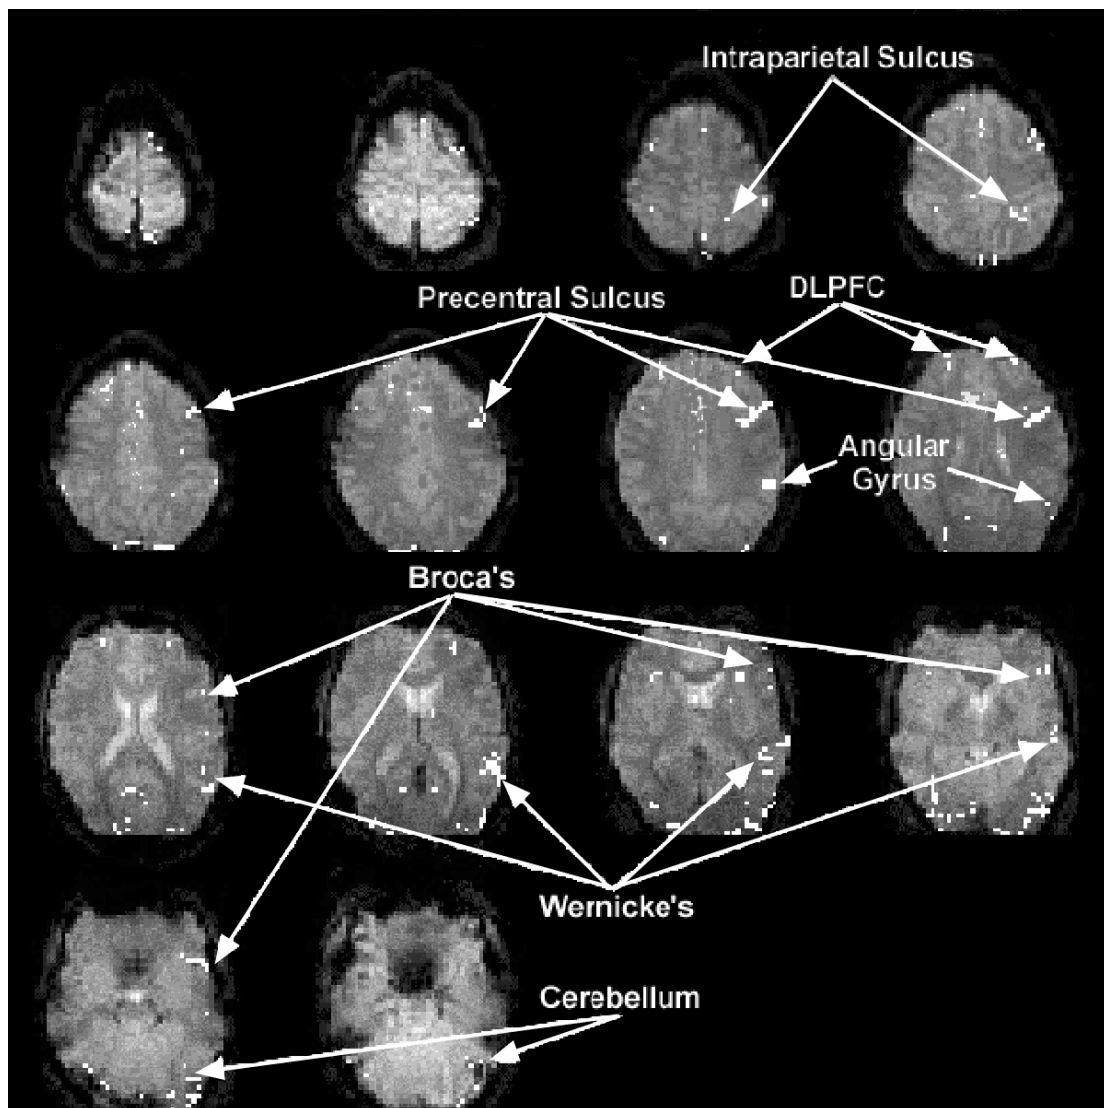 Intraparietal Sulcus
Precentral Sulcus
DLPFC
Angular
Gyrus
Broca's
Wernicke's
Cerebellum